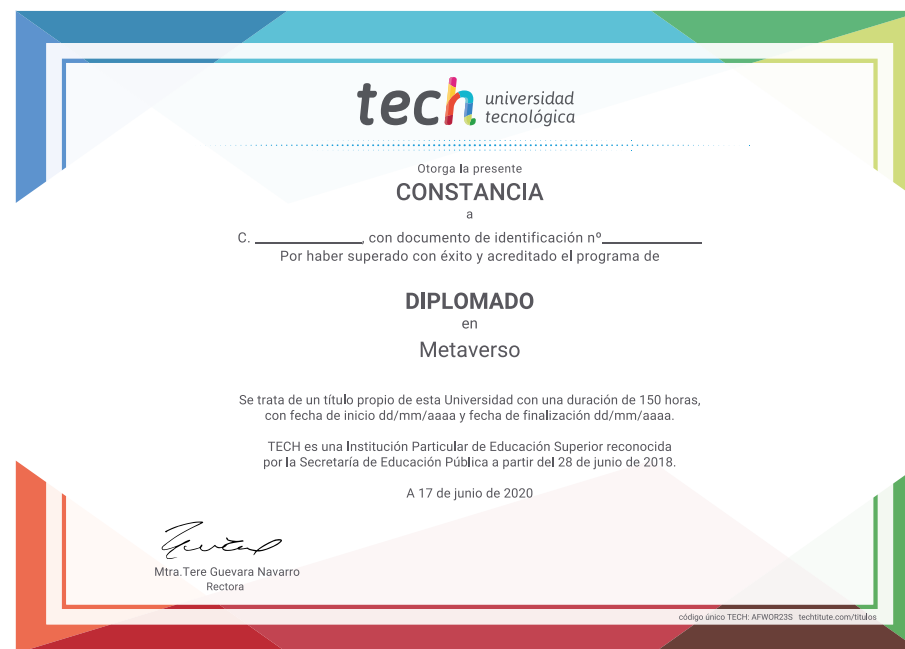 tech universidad
tecnológica
Otorga la presente
CONSTANCIA
a
C. ______________, con documento de identificación nº______________
Por haber superado con éxito y acreditado el programa de
DIPLOMADO
en
Metaverso
Se trata de un título propio de esta Universidad con una duración de 150 horas,
con fecha de inicio dd/mm/aaaa y fecha de finalización dd/mm/aaaa.
TECH es una Institución Particular de Educación Superior reconocida
por la Secretaría de Educación Pública a partir del 28 de junio de 2018.
A 17 de junio de 2020
Mtra.Tere Guevara Navarro
Rectora
código único TECH: AFWOR23S techtitute.com/titulos